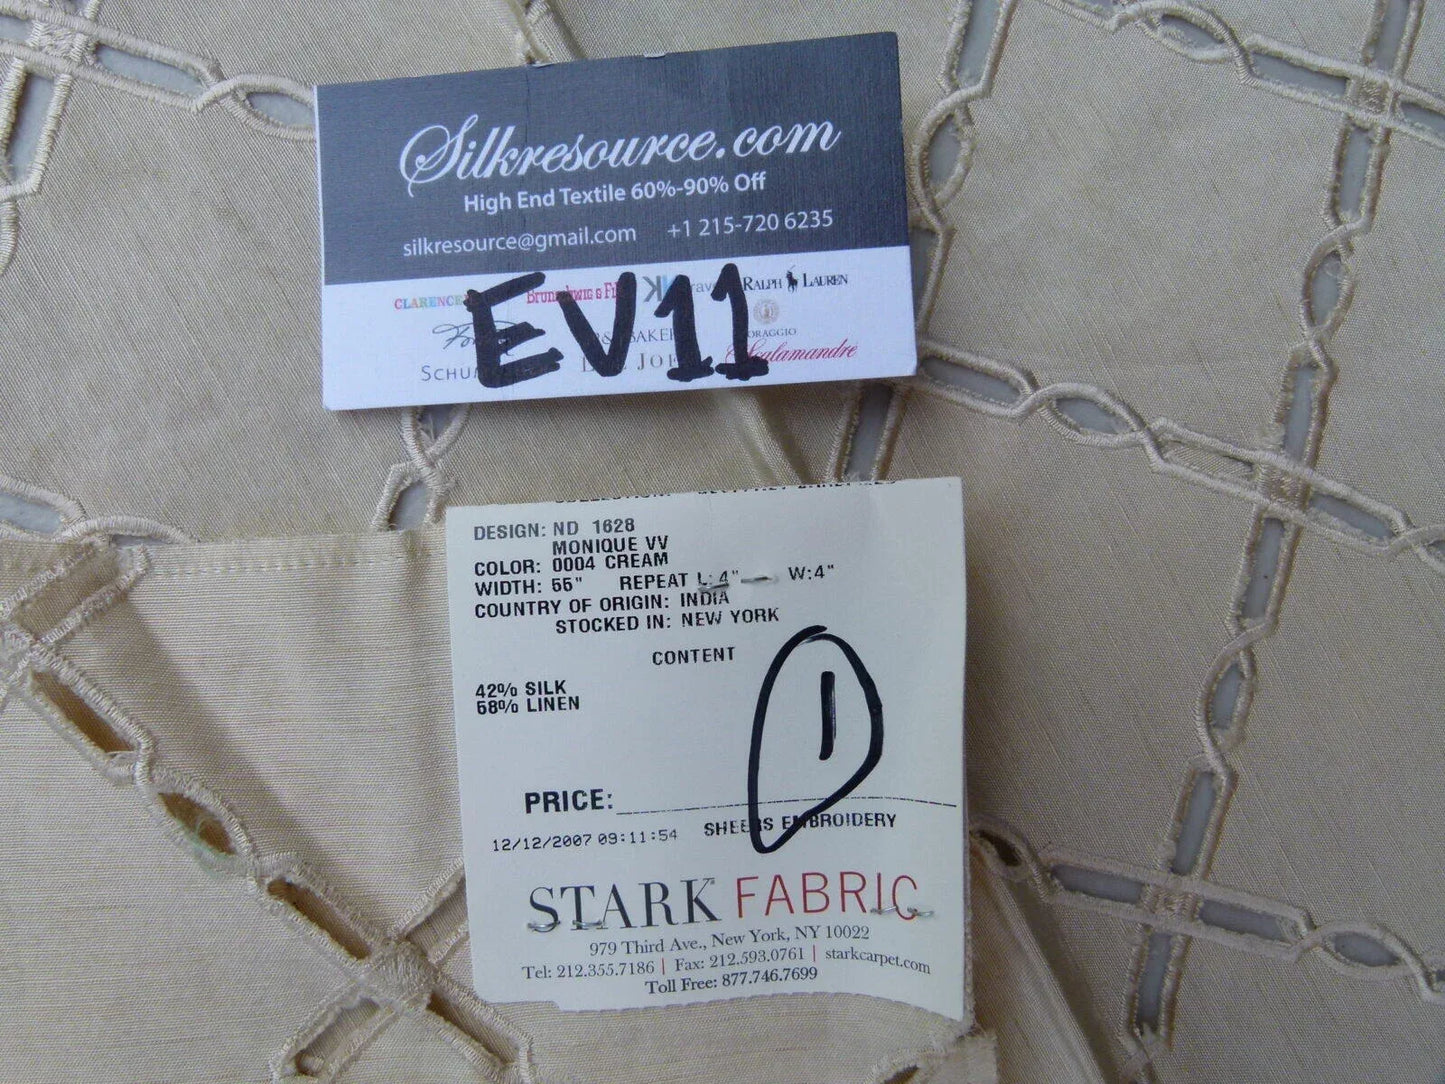 Silkresource.com
High End Textile 60%-90% Off
silkresource@gmail.com +1 215-720 6235
CLARENCE
RALPH LAUREN
BAKER
Scalamandré
EV11
DESIGN: ND 1628
MONIQUE VV
COLOR: 0004 CREAM
WIDTH: 55" REPEAT L:4" W:4"
COUNTRY OF ORIGIN: INDIA
STOCKED IN: NEW YORK
CONTENT
42% SILK
58% LINEN
1
PRICE:
12/12/2007 09:11:54 SHEERS EMBROIDERY
STARK FABRIC
979 Third Ave., New York, NY 10022
Tel: 212.355.7186 | Fax: 212.593.0761 | starkcarpet.com
Toll Free: 877.746.7699